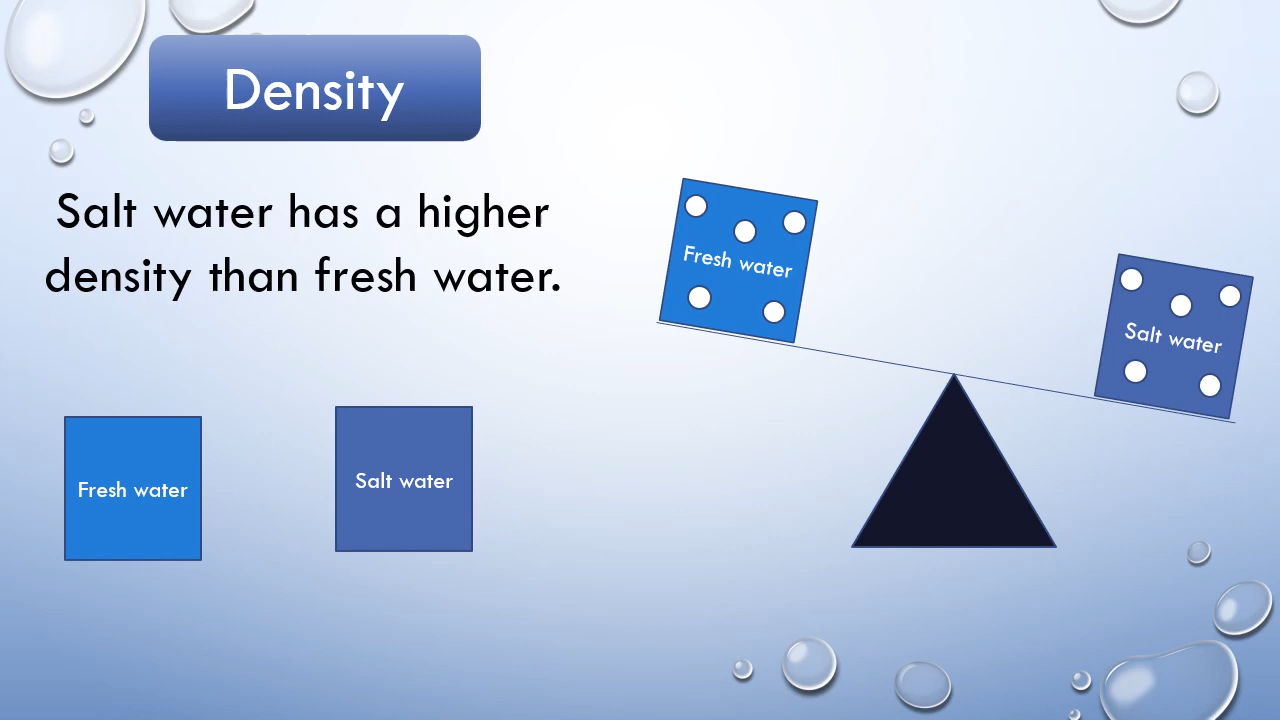 Density
Salt water has a higher
density than fresh water.
Fresh water
Salt water
Fresh water
Salt water